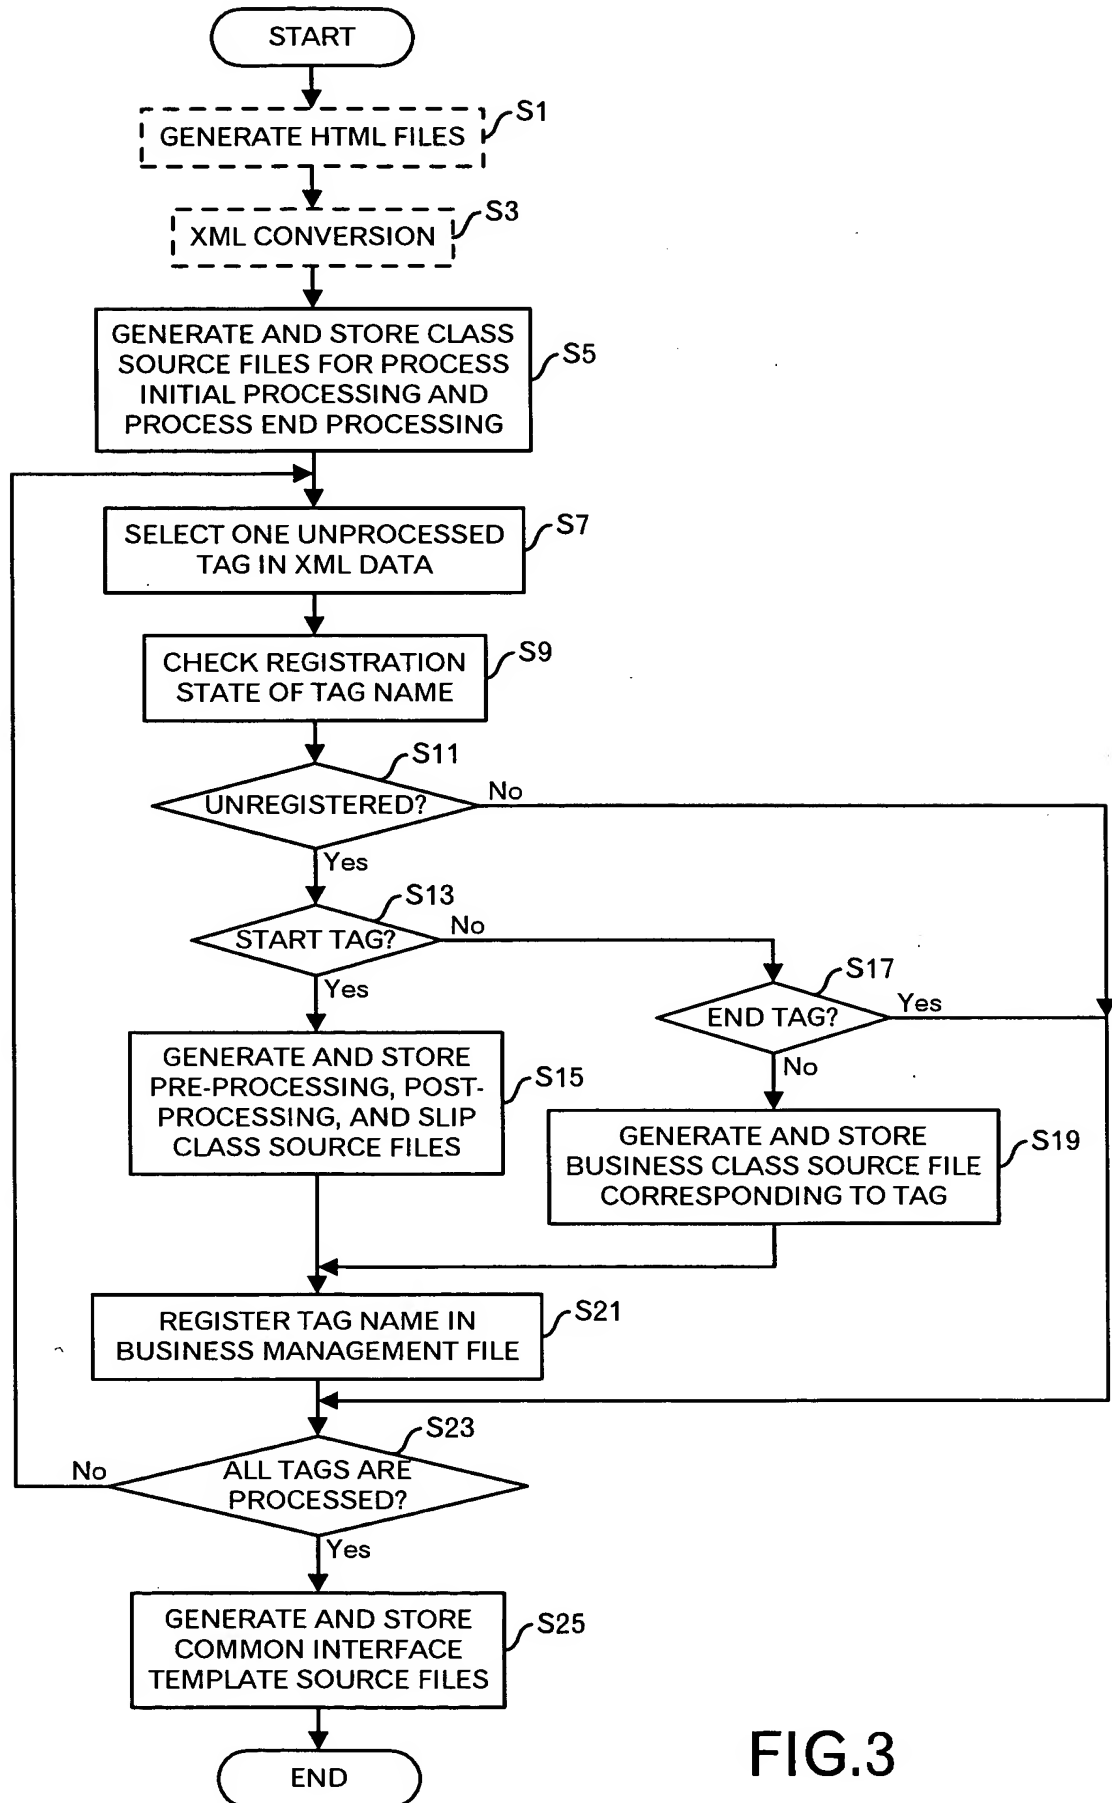 START
S1
GENERATE HTML FILES
S3
XML CONVERSION
GENERATE AND STORE CLASS
SOURCE FILES FOR PROCESS
INITIAL PROCESSING AND
PROCESS END PROCESSING
S5
SELECT ONE UNPROCESSED
TAG IN XML DATA
S7
CHECK REGISTRATION
STATE OF TAG NAME
S9
S11
UNREGISTERED?
No
Yes
S13
START TAG?
No
Yes
S17
END TAG?
Yes
No
GENERATE AND STORE
PRE-PROCESSING, POST-
PROCESSING, AND SLIP
CLASS SOURCE FILES
S15
GENERATE AND STORE
BUSINESS CLASS SOURCE FILE
CORRESPONDING TO TAG
S19
REGISTER TAG NAME IN
BUSINESS MANAGEMENT FILE
S21
S23
ALL TAGS ARE
PROCESSED?
No
Yes
GENERATE AND STORE
COMMON INTERFACE
TEMPLATE SOURCE FILES
S25
END
FIG.3